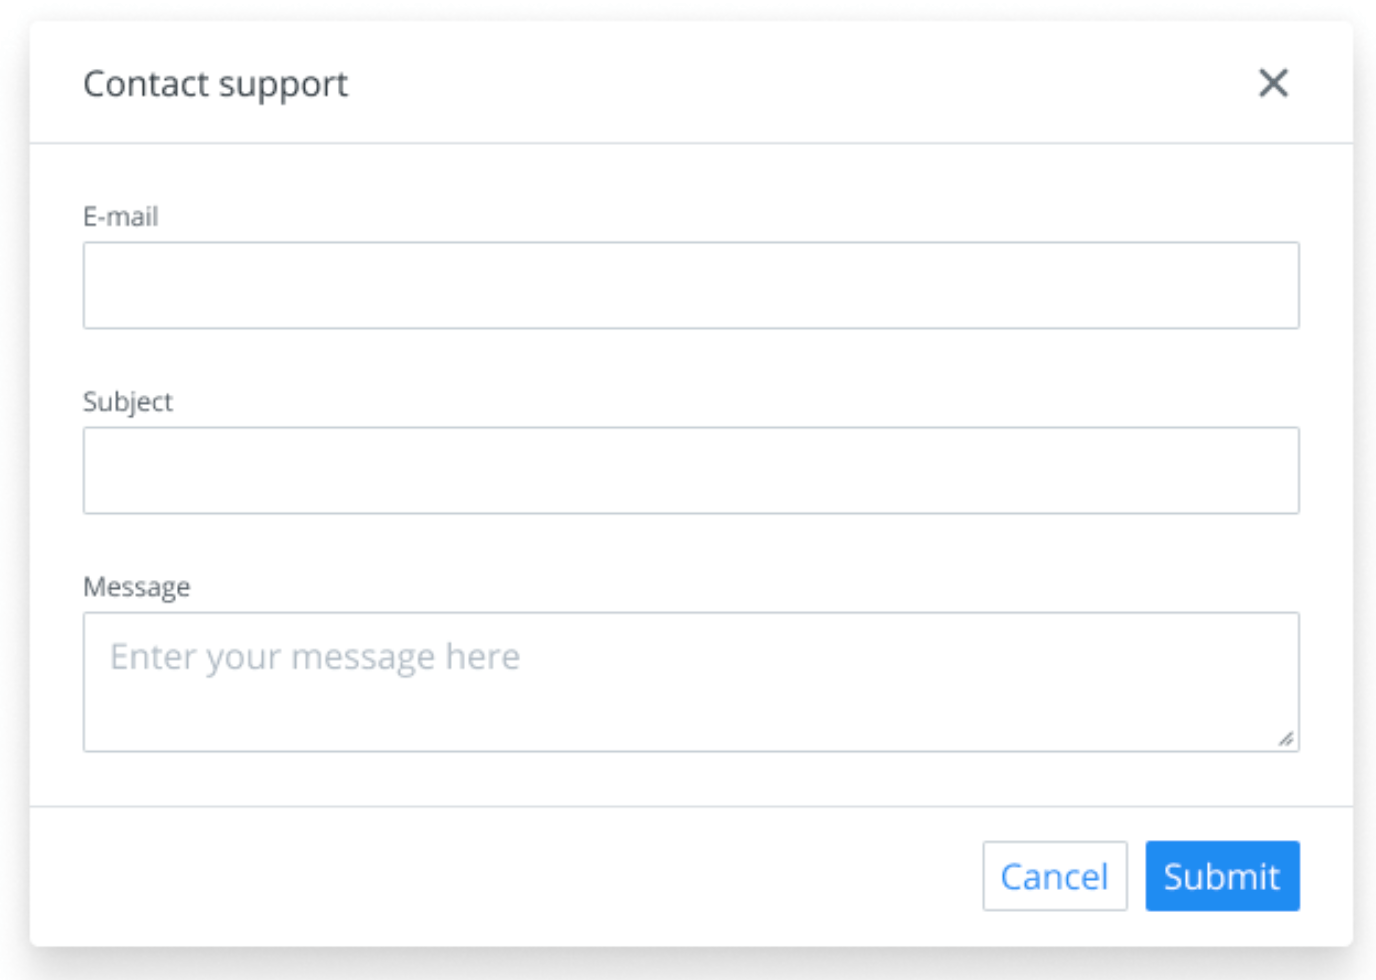 Contact support
E-mail
Subject
Message
Enter your message here
Cancel Submit